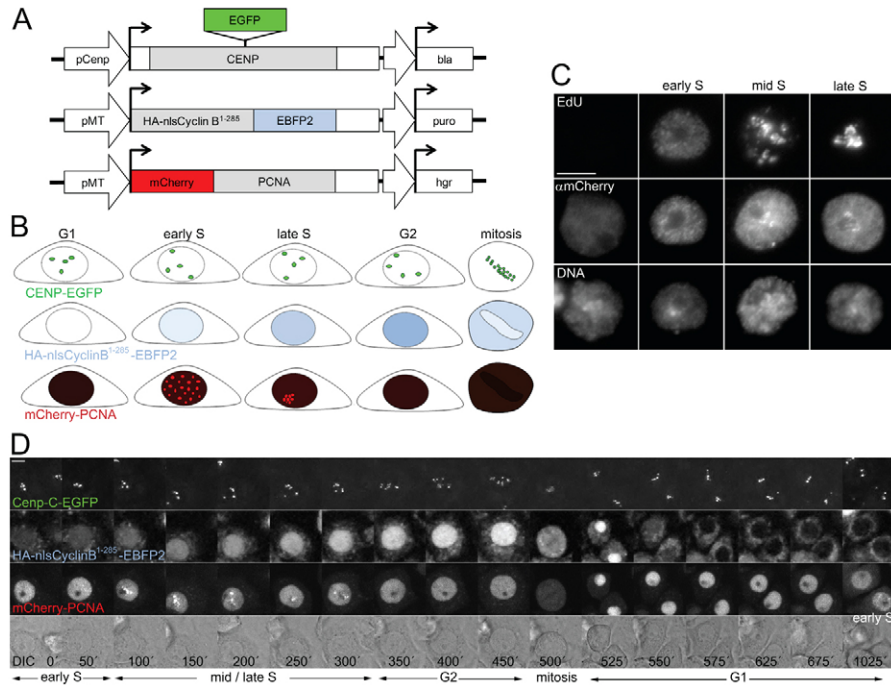 A
EGFP
pCenp
CENP
bla
pMT
HA-nlsCyclin B1-285
EBFP2
puro
pMT
mCherry
PCNA
hgr
B
G1 early S late S G2 mitosis
CENP-EGFP
HA-nlsCyclinB1-285-EBFP2
mCherry-PCNA
C
early S mid S late S
EdU
αmCherry
DNA
D
Cenp-C-EGFP
HA-nlsCyclinB1-285-EBFP2
mCherry-PCNA
early S
DIC 0´ 50´ 100´ 150´ 200´ 250´ 300´ 350´ 400´ 450´ 500´ 525´ 550´ 575´ 625´ 675´ 1025´
early S mid / late S G2 mitosis G1